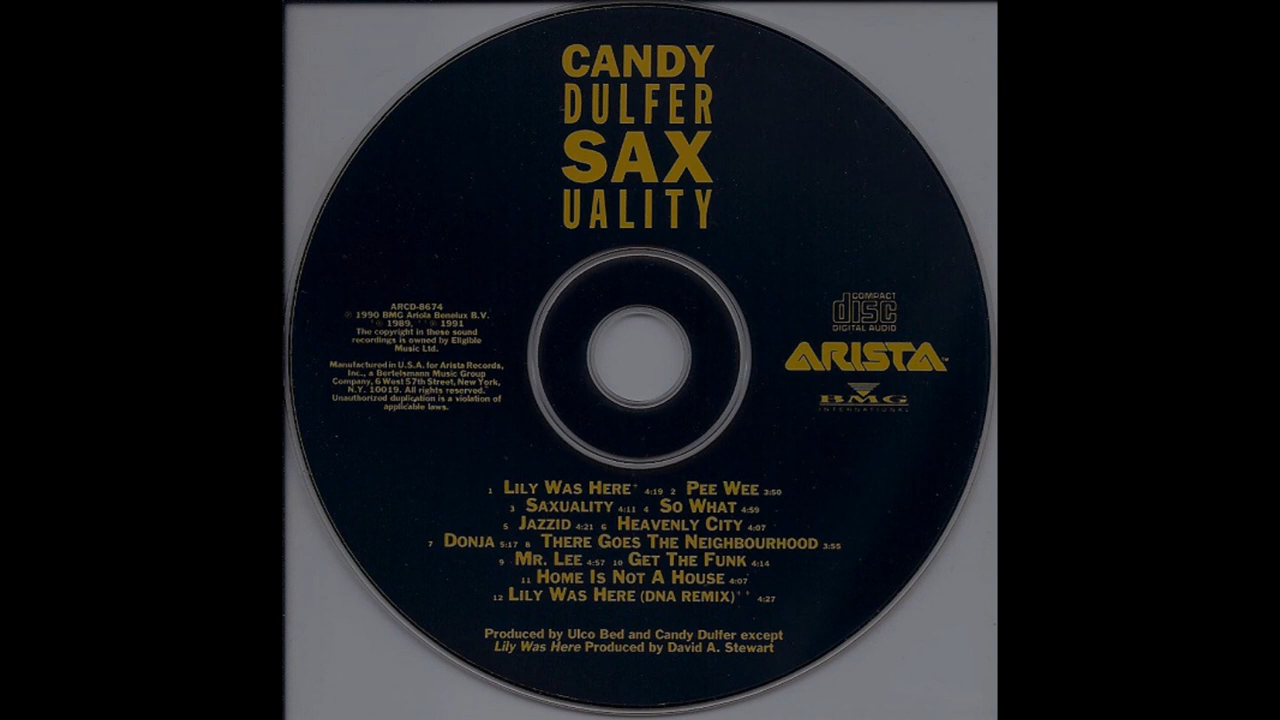 CANDY
DULFER
SAX
UALITY
ARCD-8674
℗ 1990 BMG Ariola Benelux B.V.
*℗ 1989, **℗ 1991
The copyright in these sound
recordings is owned by Eligible
Music Ltd.
Manufactured in U.S.A. for Arista Records,
Inc., a Bertelsmann Music Group
Company, 6 West 57th Street, New York,
N.Y. 10019. All rights reserved.
Unauthorized duplication is a violation of
applicable laws.
COMPACT
disc
DIGITAL AUDIO
ARISTA™
BMG
INTERNATIONAL
1 LILY WAS HERE* 4:19 2 PEE WEE 3:50
3 SAXUALITY 4:11 4 SO WHAT 4:59
5 JAZZID 4:21 6 HEAVENLY CITY 4:07
7 DONJA 5:17 8 THERE GOES THE NEIGHBOURHOOD 3:55
9 MR. LEE 4:57 10 GET THE FUNK 4:14
11 HOME IS NOT A HOUSE 4:07
12 LILY WAS HERE (DNA REMIX)** 4:27
Produced by Ulco Bed and Candy Dulfer except
Lily Was Here Produced by David A. Stewart